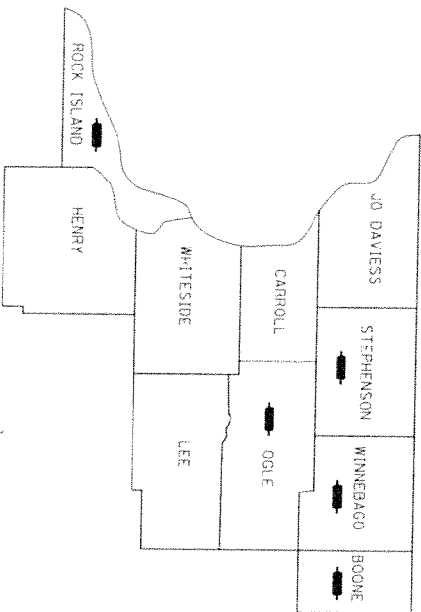 JO DAVIESS
STEPHENSON
WINNEBAGO
BOONE
CARROLL
OGLE
WHITESIDE
LEE
ROCK ISLAND
HENRY